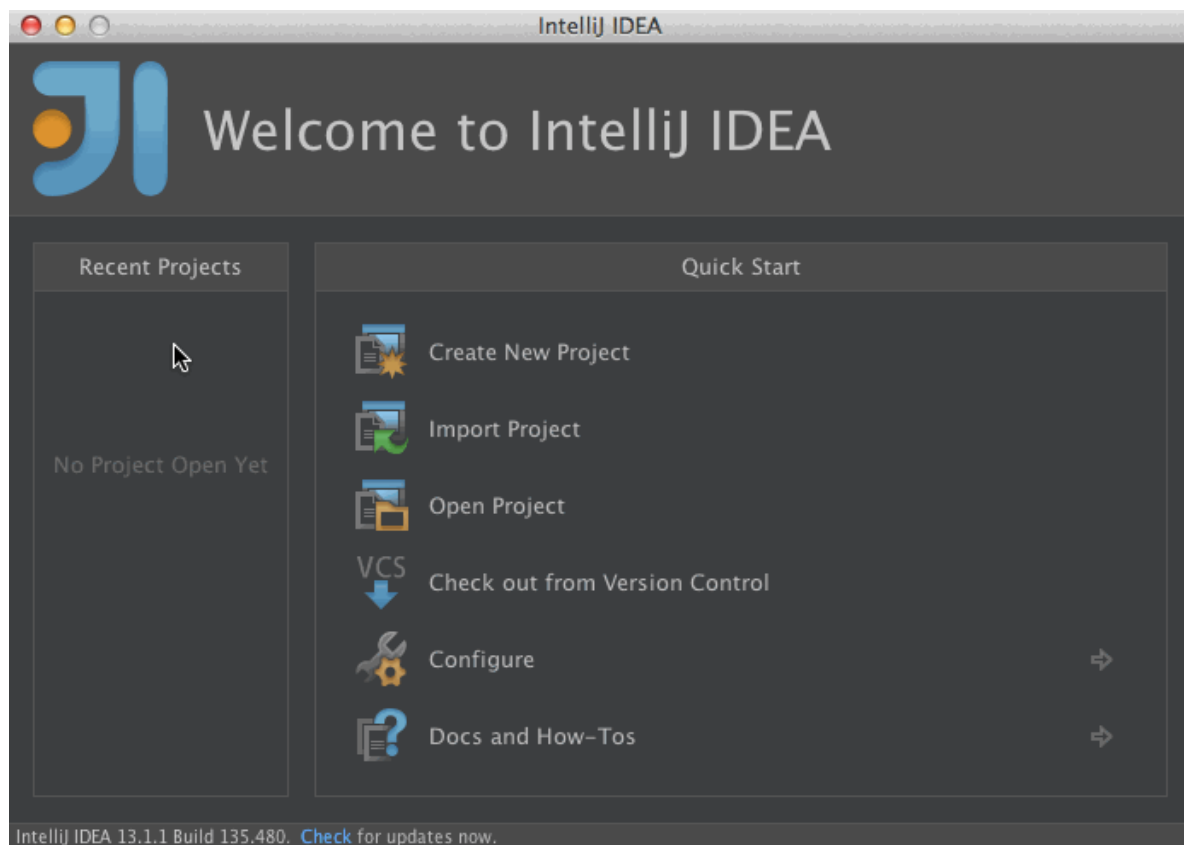 IntelliJ IDEA
Welcome to IntelliJ IDEA
Recent Projects
No Project Open Yet
Quick Start
Create New Project
Import Project
Open Project
VCS
Check out from Version Control
Configure
Docs and How-Tos
IntelliJ IDEA 13.1.1 Build 135.480. Check for updates now.